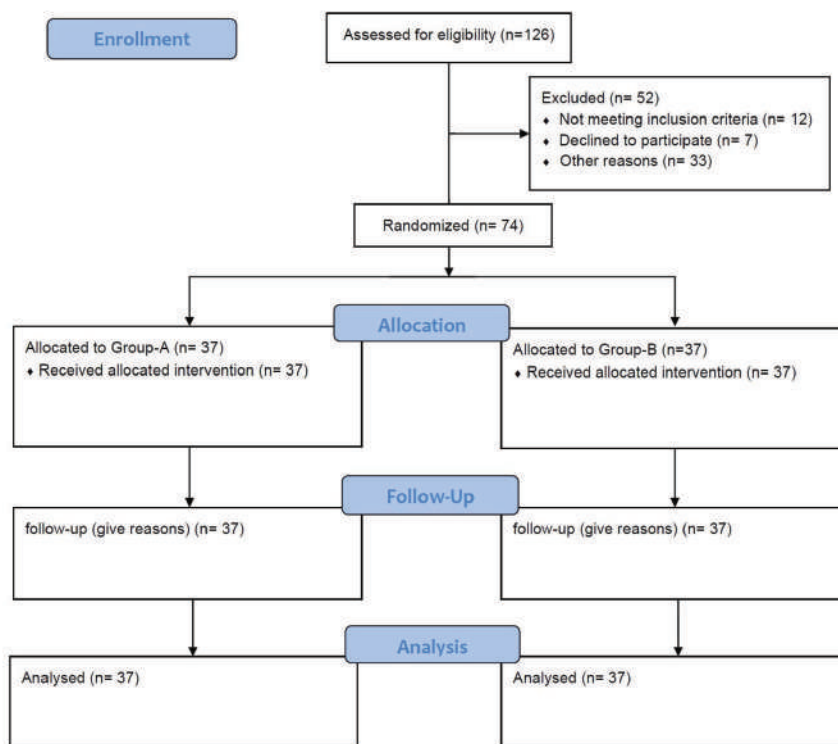 Enrollment
Assessed for eligibility (n=126)
Excluded (n= 52)
♦ Not meeting inclusion criteria (n= 12)
♦ Declined to participate (n= 7)
♦ Other reasons (n= 33)
Randomized (n= 74)
Allocation
Allocated to Group-A (n= 37)
♦ Received allocated intervention (n= 37)
Allocated to Group-B (n=37)
♦ Received allocated intervention (n= 37)
Follow-Up
follow-up (give reasons) (n= 37)
follow-up (give reasons) (n= 37)
Analysis
Analysed (n= 37)
Analysed (n= 37)